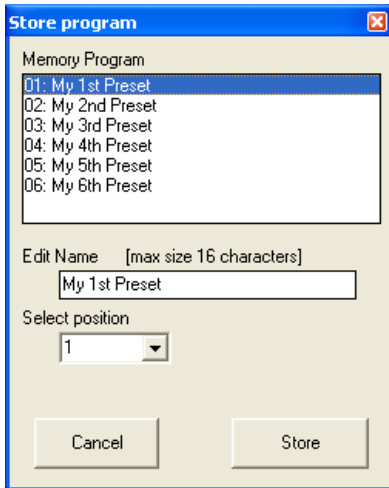 Store program
Memory Program
01: My 1st Preset
02: My 2nd Preset
03: My 3rd Preset
04: My 4th Preset
05: My 5th Preset
06: My 6th Preset
Edit Name [max size 16 characters]
My 1st Preset
Select position
1
Cancel Store